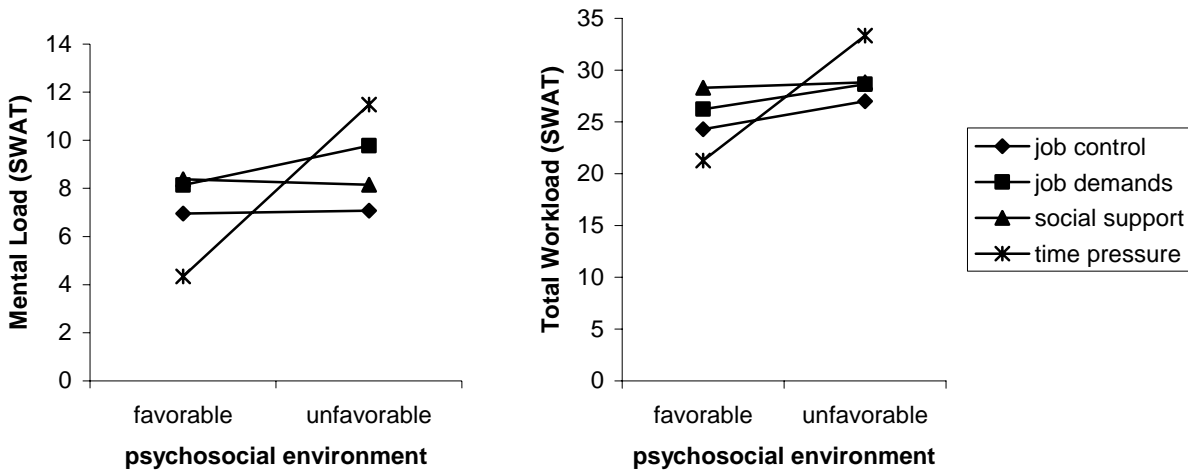 Mental Load (SWAT)
14
12
10
8
6
4
2
0
favorable
unfavorable
psychosocial environment
Total Workload (SWAT)
35
30
25
20
15
10
5
0
favorable
unfavorable
psychosocial environment
job control
job demands
social support
time pressure